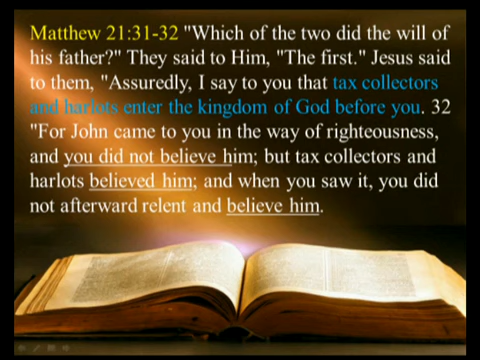 Matthew 21:31-32 "Which of the two did the will of
his father?" They said to Him, "The first." Jesus said
to them, "Assuredly, I say to you that tax collectors
and harlots enter the kingdom of God before you. 32
"For John came to you in the way of righteousness,
and you did not believe him; but tax collectors and
harlots believed him; and when you saw it, you did
not afterward relent and believe him.